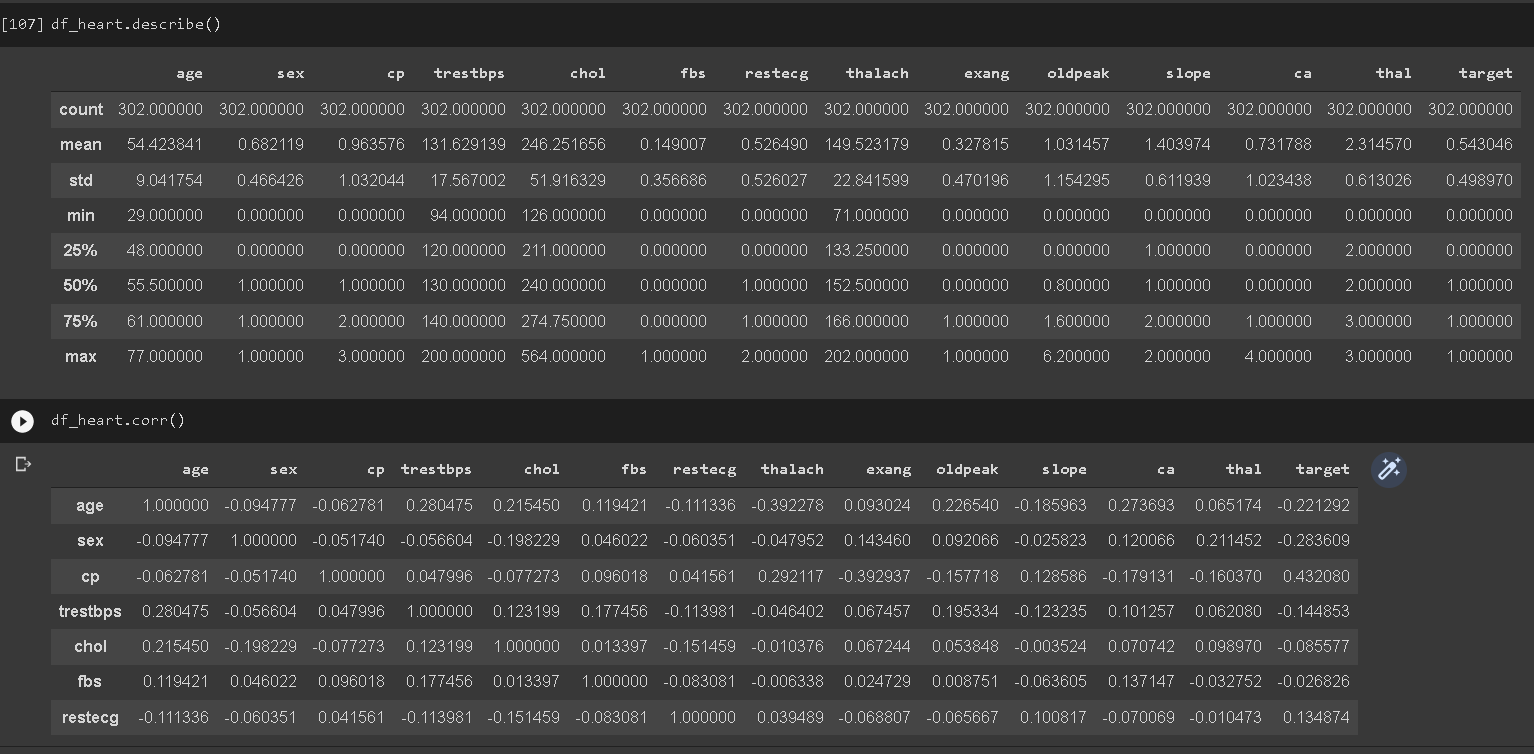 [107] df_heart.describe()
age sex cp trestbps chol fbs restecg thalach exang oldpeak slope ca thal target
count 302.000000 302.000000 302.000000 302.000000 302.000000 302.000000 302.000000 302.000000 302.000000 302.000000 302.000000 302.000000 302.000000 302.000000
mean 54.423841 0.682119 0.963576 131.629139 246.251656 0.149007 0.526490 149.523179 0.327815 1.031457 1.403974 0.731788 2.314570 0.543046
std 9.041754 0.466426 1.032044 17.567002 51.916329 0.356686 0.526027 22.841599 0.470196 1.154295 0.611939 1.023438 0.613026 0.498970
min 29.000000 0.000000 0.000000 94.000000 126.000000 0.000000 0.000000 71.000000 0.000000 0.000000 0.000000 0.000000 0.000000 0.000000
25% 48.000000 0.000000 0.000000 120.000000 211.000000 0.000000 0.000000 133.250000 0.000000 0.000000 1.000000 0.000000 2.000000 0.000000
50% 55.500000 1.000000 1.000000 130.000000 240.000000 0.000000 1.000000 152.500000 0.000000 0.800000 1.000000 0.000000 2.000000 1.000000
75% 61.000000 1.000000 2.000000 140.000000 274.750000 0.000000 1.000000 166.000000 1.000000 1.600000 2.000000 1.000000 3.000000 1.000000
max 77.000000 1.000000 3.000000 200.000000 564.000000 1.000000 2.000000 202.000000 1.000000 6.200000 2.000000 4.000000 3.000000 1.000000
df_heart.corr()
age sex cp trestbps chol fbs restecg thalach exang oldpeak slope ca thal target
age 1.000000 -0.094777 -0.062781 0.280475 0.215450 0.119421 -0.111336 -0.392278 0.093024 0.226540 -0.185963 0.273693 0.065174 -0.221292
sex -0.094777 1.000000 -0.051740 -0.056604 -0.198229 0.046022 -0.060351 -0.047952 0.143460 0.092066 -0.025823 0.120066 0.211452 -0.283609
cp -0.062781 -0.051740 1.000000 0.047996 -0.077273 0.096018 0.041561 0.292117 -0.392937 -0.157718 0.128586 -0.179131 -0.160370 0.432080
trestbps 0.280475 -0.056604 0.047996 1.000000 0.123199 0.177456 -0.113981 -0.046402 0.067457 0.195334 -0.123235 0.101257 0.062080 -0.144853
chol 0.215450 -0.198229 -0.077273 0.123199 1.000000 0.013397 -0.151459 -0.010376 0.067244 0.053848 -0.003524 0.070742 0.098970 -0.085577
fbs 0.119421 0.046022 0.096018 0.177456 0.013397 1.000000 -0.083081 -0.006338 0.024729 0.008751 -0.063605 0.137147 -0.032752 -0.026826
restecg -0.111336 -0.060351 0.041561 -0.113981 -0.151459 -0.083081 1.000000 0.039489 -0.068807 -0.065667 0.100817 -0.070069 -0.010473 0.134874